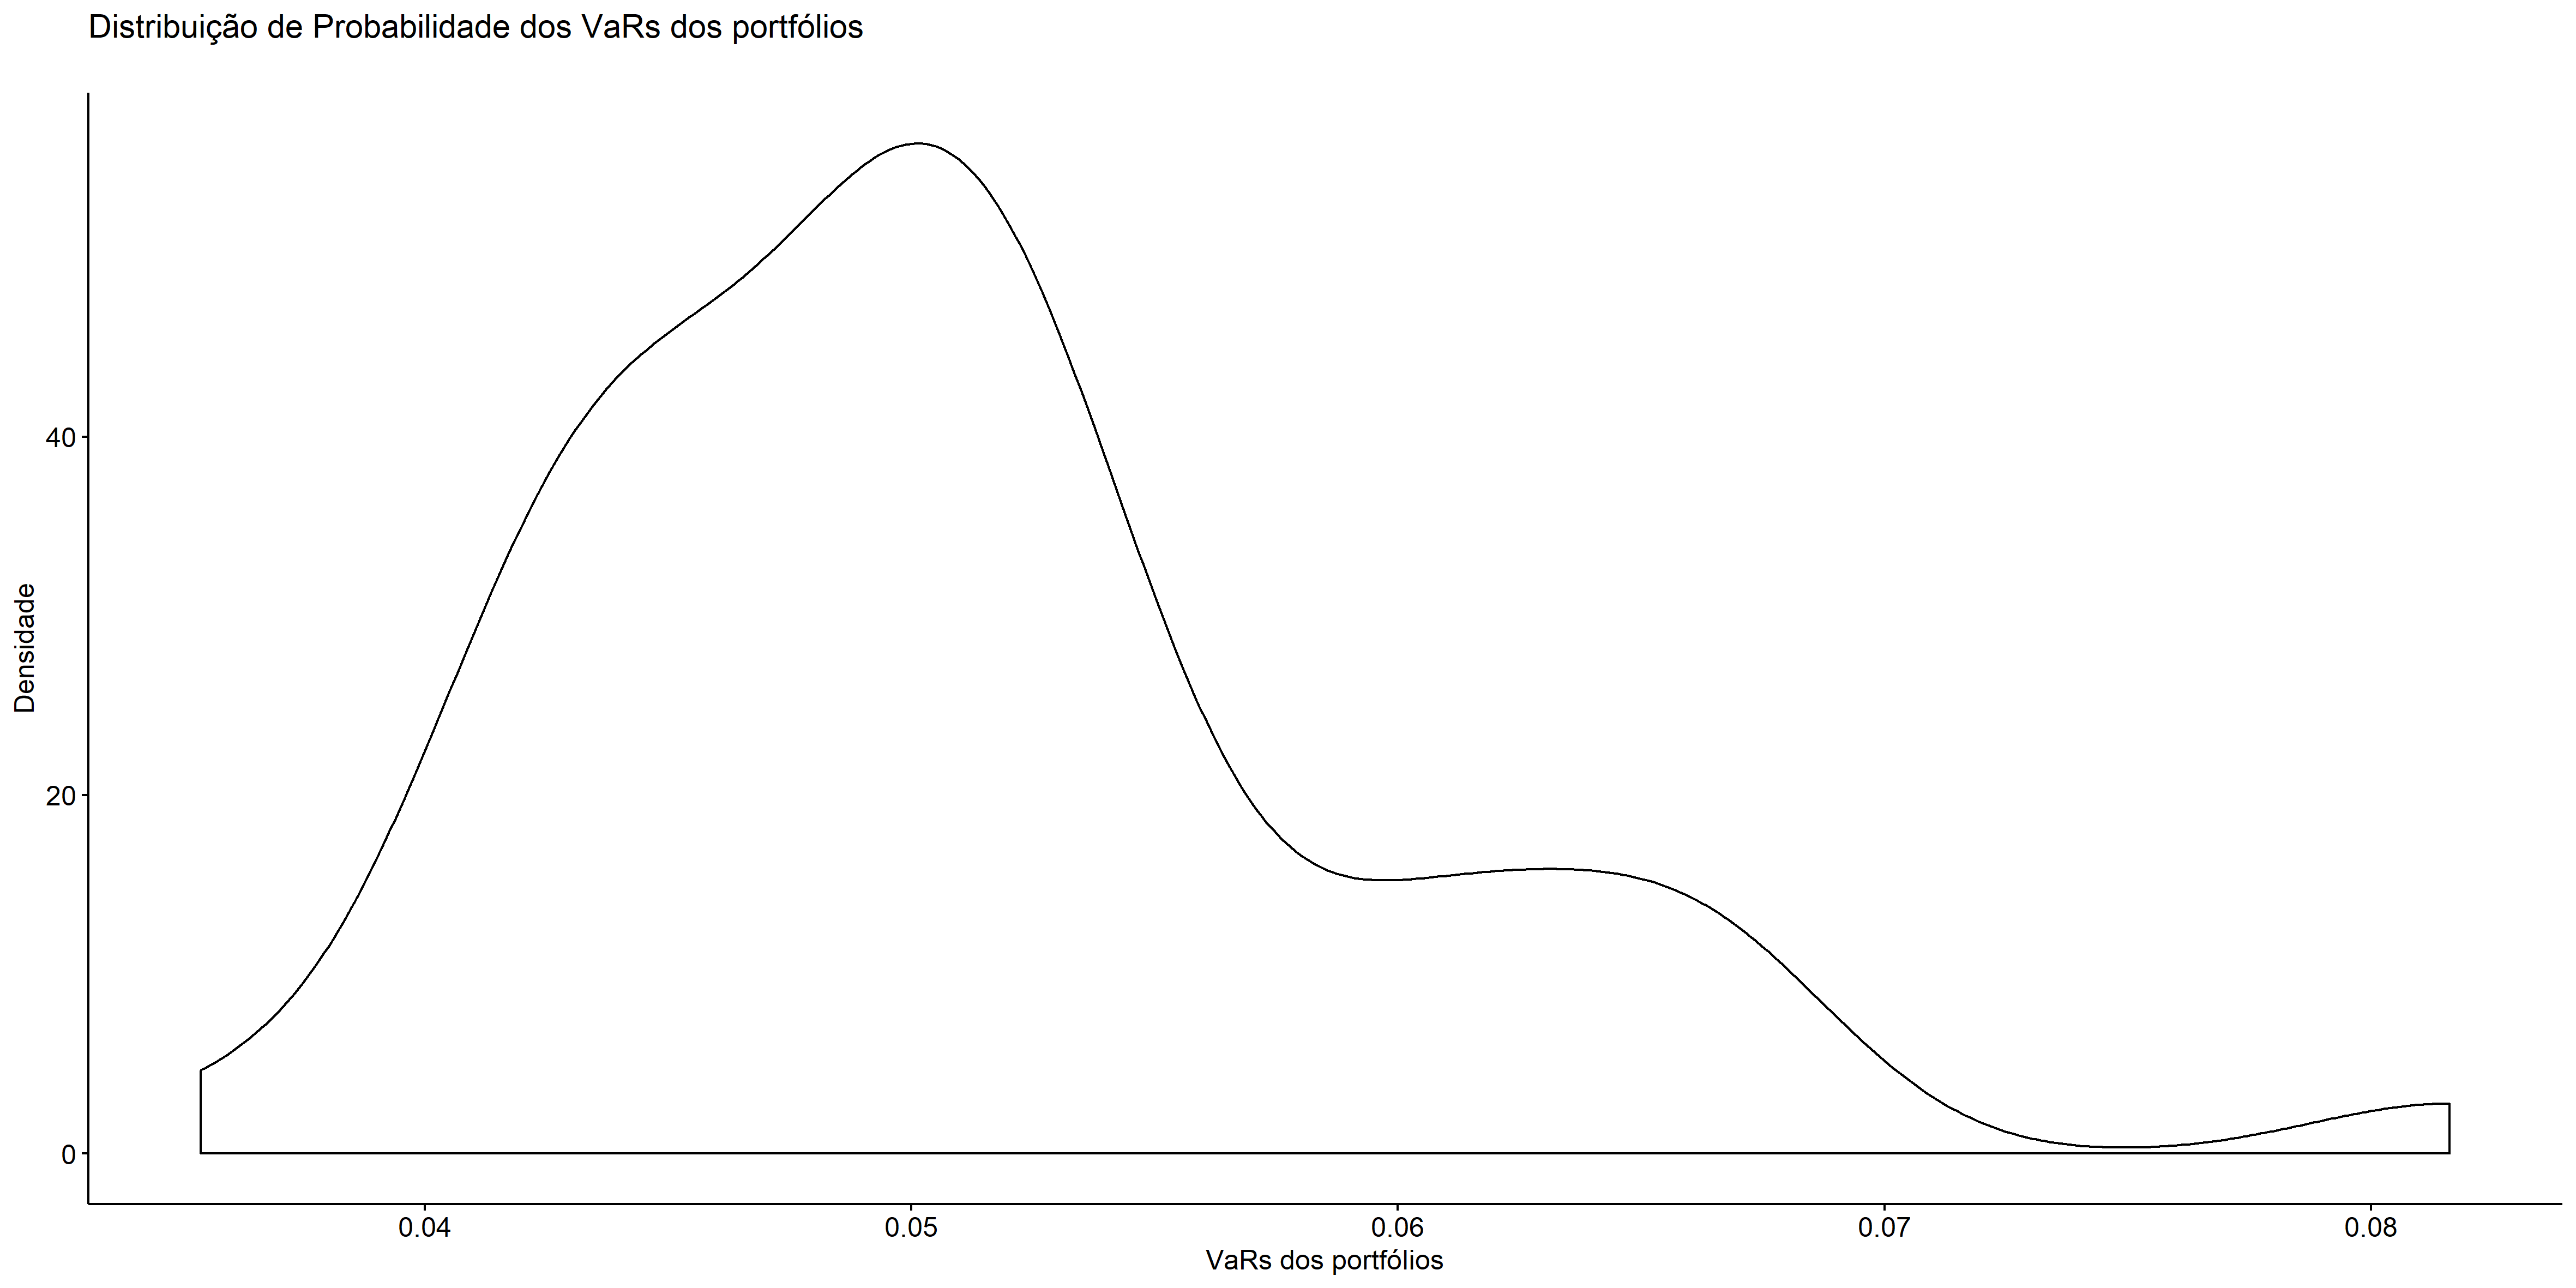 Distribuição de Probabilidade dos VaRs dos portfólios
Densidade
40
20
0
0.04 0.05 0.06 0.07 0.08
VaRs dos portfólios